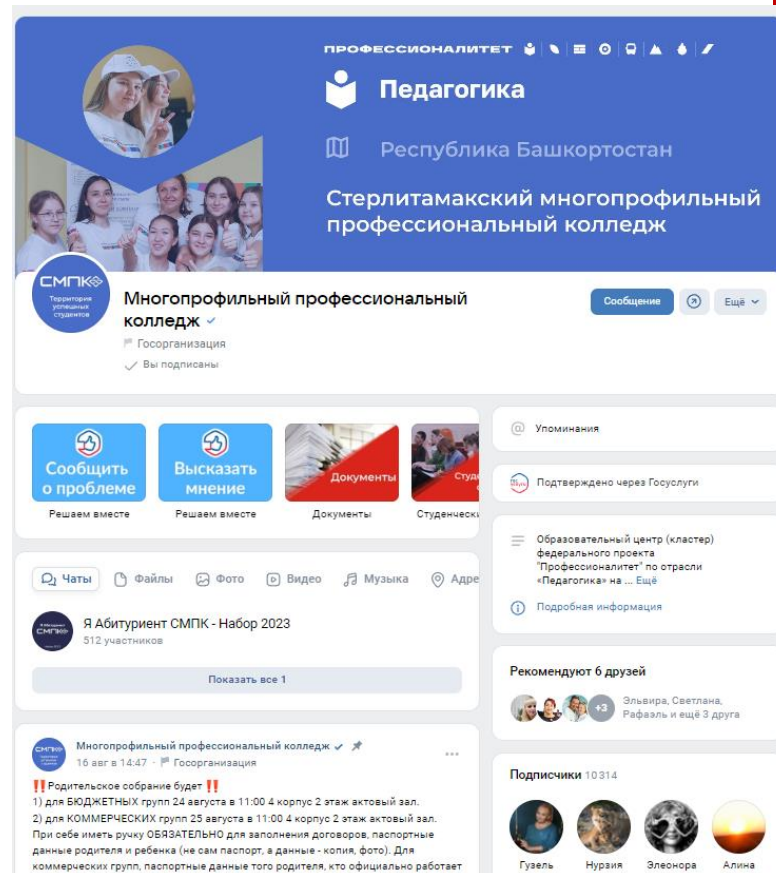 ПРОФЕССИОНАЛИТЕТ
Педагогика
Республика Башкортостан
Стерлитамакский многопрофильный
профессиональный колледж
СМПК
Территория
успешных
студентов
Многопрофильный профессиональный
колледж
Госорганизация
Вы подписаны
Сообщение
Ещё
Сообщить
о проблеме
Решаем вместе
Высказать
мнение
Решаем вместе
Документы
Документы
Студ
Студенческ
Упоминания
Подтверждено через Госуслуги
Образовательный центр (кластер)
федерального проекта
"Профессионалитет" по отрасли
«Педагогика» на ... Ещё
Подробная информация
Чаты
Файлы
Фото
Видео
Музыка
Адре
СМПК
Я Абитуриент СМПК - Набор 2023
512 участников
Показать все 1
Рекомендуют 6 друзей
+3
Эльвира, Светлана,
Рафаэль и ещё 3 друга
СМПК
Многопрофильный профессиональный колледж
16 авг в 14:47 · Госорганизация
‼Родительское собрание будет ‼
1) для БЮДЖЕТНЫХ групп 24 августа в 11:00 4 корпус 2 этаж актовый зал.
2) для КОММЕРЧЕСКИХ групп 25 августа в 11:00 4 корпус 2 этаж актовый зал.
При себе иметь ручку ОБЯЗАТЕЛЬНО для заполнения договоров, паспортные
данные родителя и ребенка (не сам паспорт, а данные - копия, фото). Для
коммерческих групп, паспортные данные того родителя, кто официально работает
Подписчики 10 314
Гузель
Нурзия
Элеонора
Алина